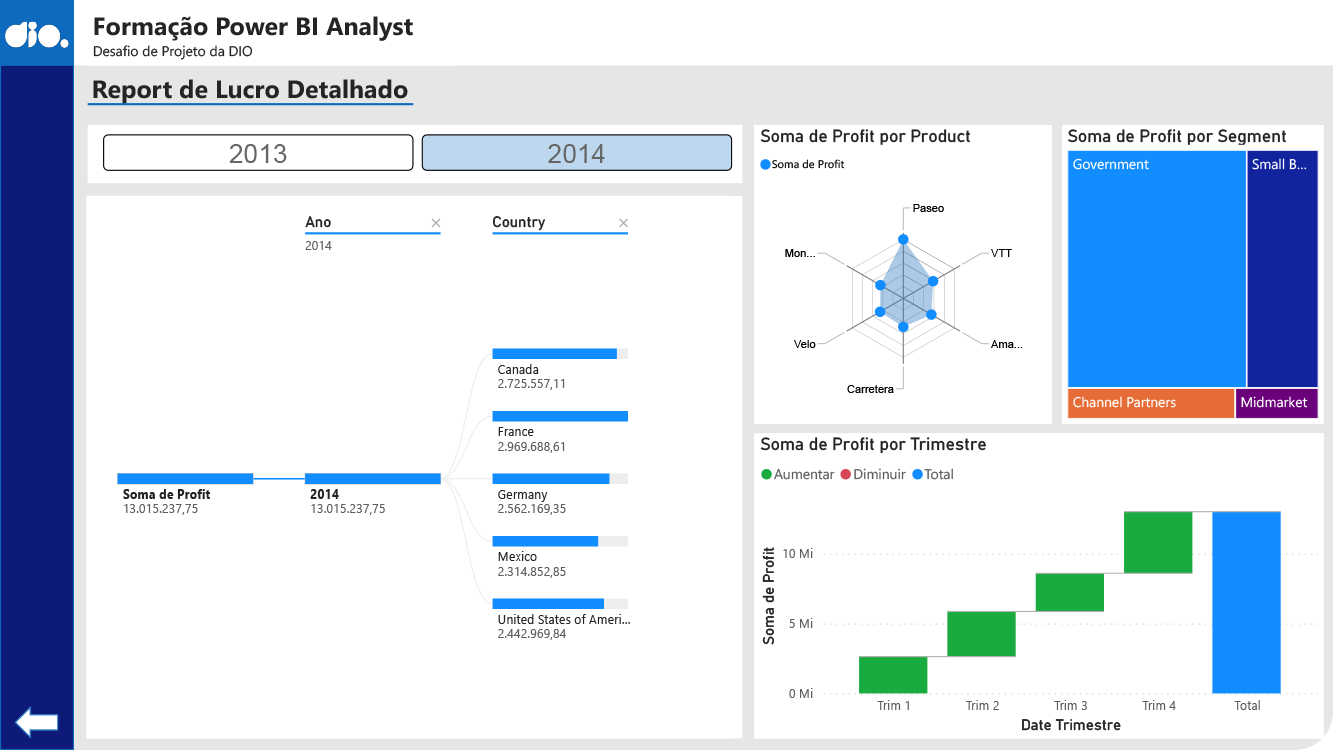 dio.
Formação Power BI Analyst
Desafio de Projeto da DIO
Report de Lucro Detalhado
2013
2014
Ano
2014
Country
Soma de Profit
13.015.237,75
2014
13.015.237,75
Canada
2.725.557,11
France
2.969.688,61
Germany
2.562.169,35
Mexico
2.314.852,85
United States of Ameri...
2.442.969,84
Soma de Profit por Product
Soma de Profit
Paseo
Mon...
VTT
Velo
Ama...
Carretera
Soma de Profit por Segment
Government
Small B...
Channel Partners
Midmarket
Soma de Profit por Trimestre
Aumentar
Diminuir
Total
Soma de Profit
10 Mi
5 Mi
0 Mi
Trim 1
Trim 2
Trim 3
Trim 4
Total
Date Trimestre